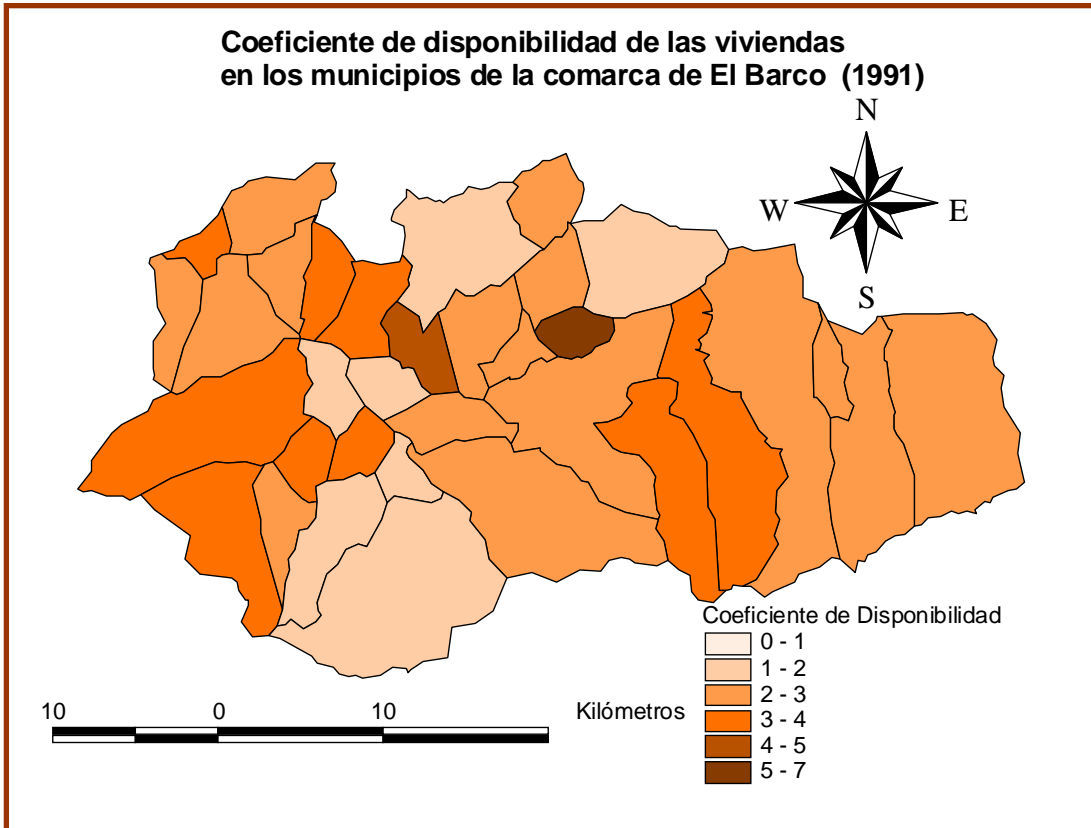 Coeficiente de disponibilidad de las viviendas
en los municipios de la comarca de El Barco (1991)
N
W
E
S
Coeficiente de Disponibilidad
0 - 1
1 - 2
2 - 3
3 - 4
4 - 5
5 - 7
10 0 10 Kilómetros